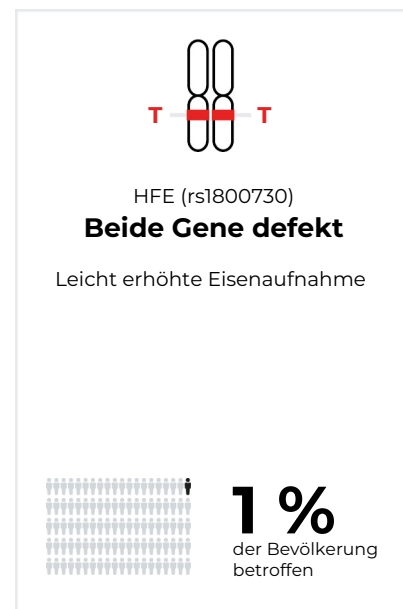 T T
HFE (rs1800730)
Beide Gene defekt
Leicht erhöhte Eisenaufnahme
1 %
der Bevölkerung
betroffen